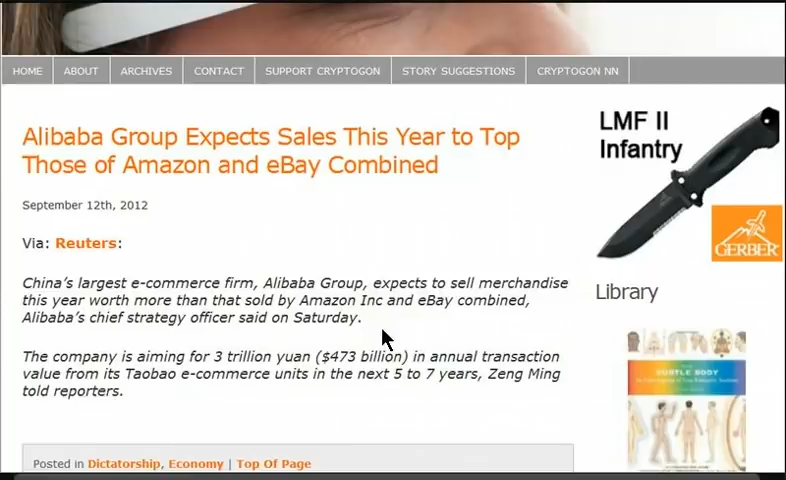 HOME ABOUT ARCHIVES CONTACT SUPPORT CRYPTOGON STORY SUGGESTIONS CRYPTOGON NN
Alibaba Group Expects Sales This Year to Top
Those of Amazon and eBay Combined
September 12th, 2012
Via: Reuters:
China's largest e-commerce firm, Alibaba Group, expects to sell merchandise
this year worth more than that sold by Amazon Inc and eBay combined,
Alibaba's chief strategy officer said on Saturday.
The company is aiming for 3 trillion yuan ($473 billion) in annual transaction
value from its Taobao e-commerce units in the next 5 to 7 years, Zeng Ming
told reporters.
Posted in Dictatorship, Economy | Top Of Page
LMF II
Infantry
GERBER
Library
SUBTLE BODY